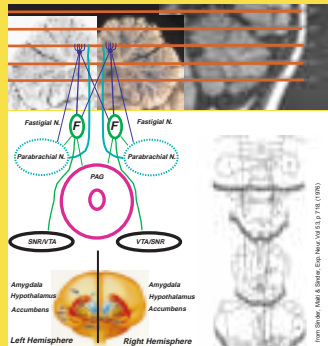 Fastigial N.
Fastigial N.
F
F
Parabrachial N.
Parabrachial N.
PAG
SNR/VTA
VTA/SNR
Amygdala
Hypothalamus
Accumbens
Amygdala
Hypothalamus
Accumbens
Left Hemisphere
Right Hemisphere
from Snider, Maiti & Snider, Exp. Neur. Vol 53, p 718, (1976)